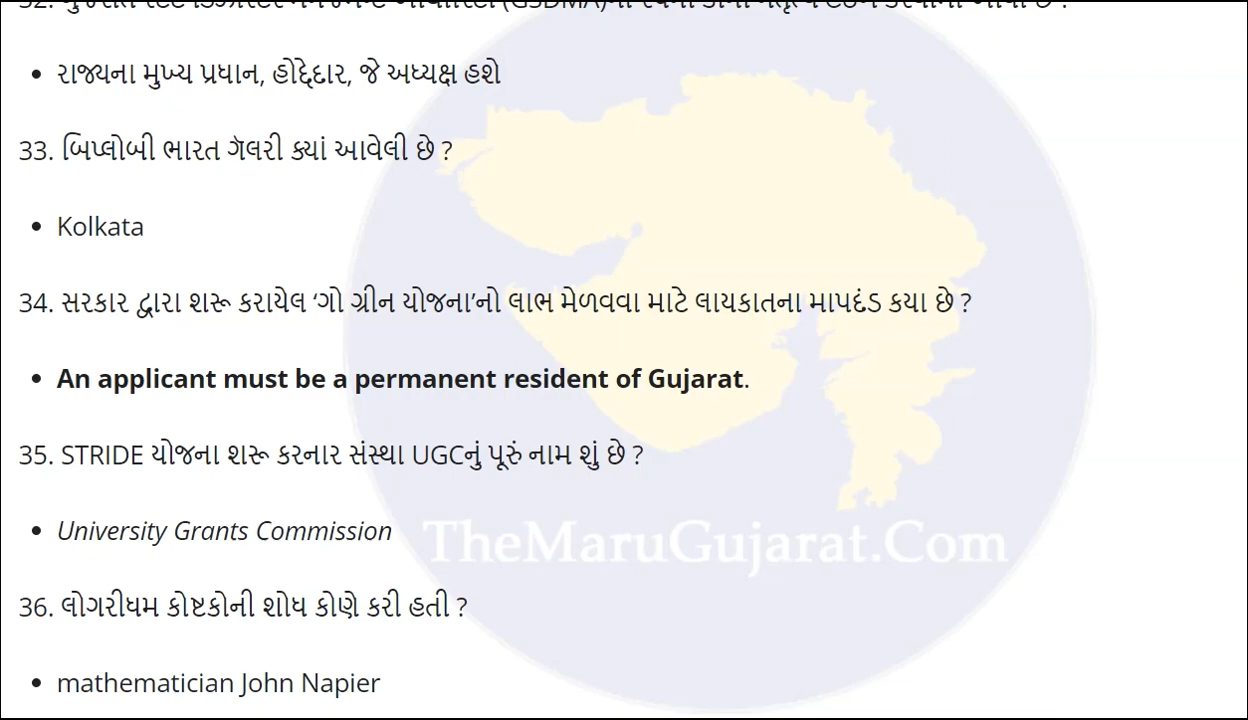 (GSDMA)
• રાજ્યના મુખ્ય પ્રધાન, હોદ્દેદાર, જે અધ્યક્ષ હશે
33. બિપ્લોબી ભારત ગૅલરી ક્યાં આવેલી છે ?
• Kolkata
34. સરકાર દ્વારા શરૂ કરાયેલ ‘ગો ગ્રીન યોજના’નો લાભ મેળવવા માટે લાયકાતના માપદંડ કયા છે ?
• An applicant must be a permanent resident of Gujarat.
35. STRIDE યોજના શરૂ કરનાર સંસ્થા UGCનું પૂરું નામ શું છે ?
• University Grants Commission
TheMaruGujarat.Com
36. લોગરીધમ કોષ્ટકોની શોધ કોણે કરી હતી ?
• mathematician John Napier